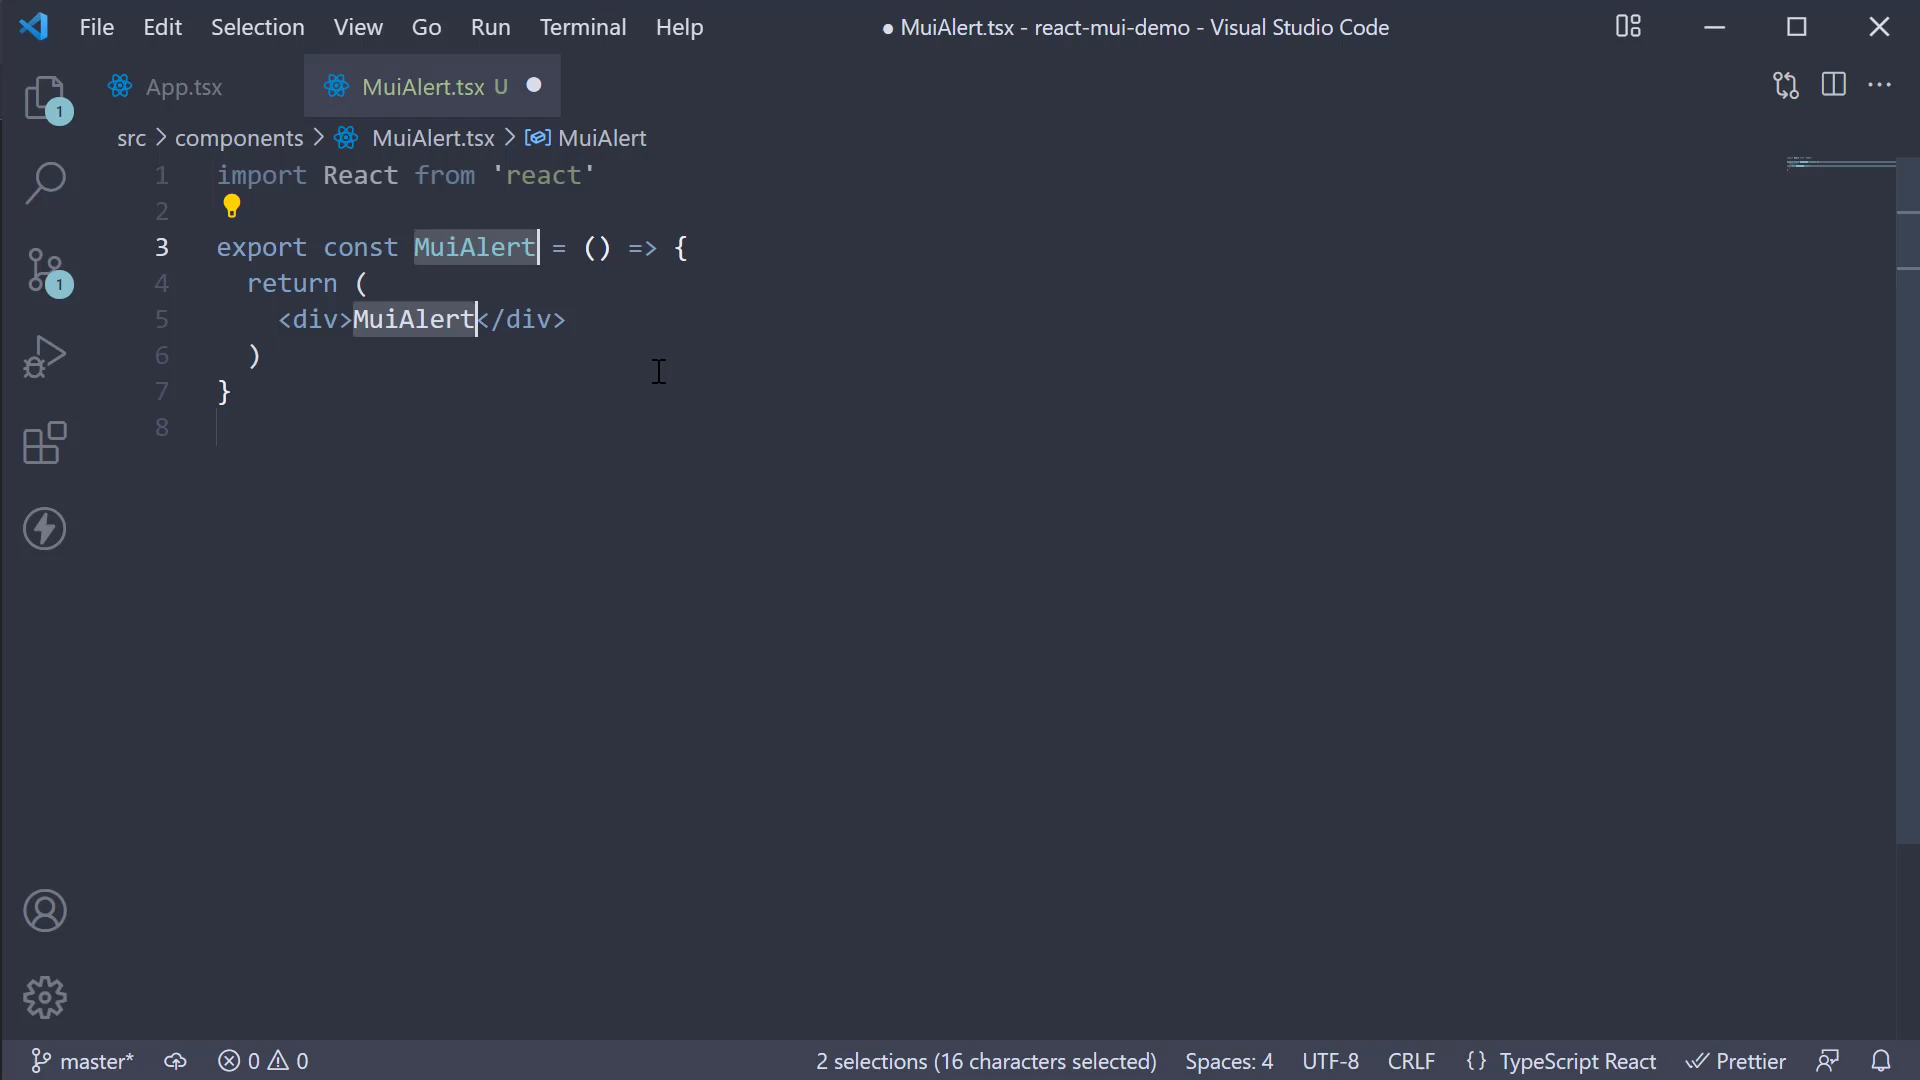 File Edit Selection View Go Run Terminal Help ● MuiAlert.tsx - react-mui-demo - Visual Studio Code
App.tsx MuiAlert.tsx U
src > components > MuiAlert.tsx > MuiAlert
1 import React from 'react'
2
3 export const MuiAlert = () => {
4 return (
5 <div>MuiAlert</div>
6 )
7 }
8
1
1
master* 0 0 2 selections (16 characters selected) Spaces: 4 UTF-8 CRLF {} TypeScript React Prettier